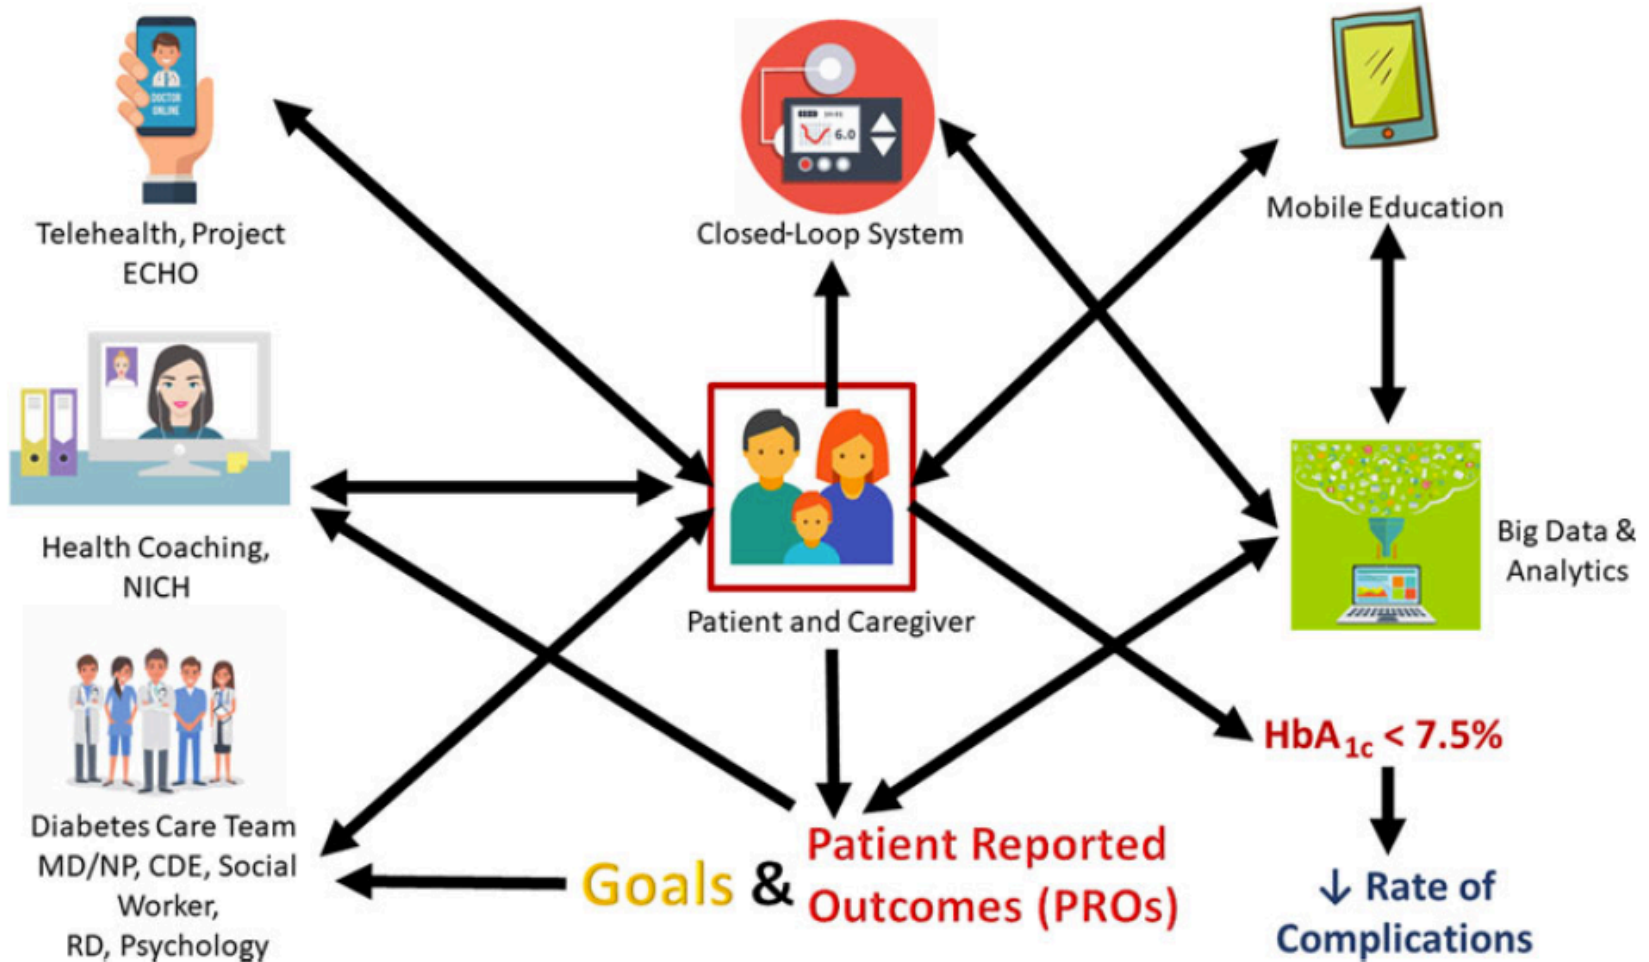 DOCTOR
ONLINE
Telehealth, Project
ECHO
6.0
Closed-Loop System
Mobile Education
Health Coaching,
NICH
Patient and Caregiver
Big Data &
Analytics
Diabetes Care Team
MD/NP, CDE, Social
Worker,
RD, Psychology
Goals &
Patient Reported
Outcomes (PROs)
HbA1c < 7.5%
↓ Rate of
Complications